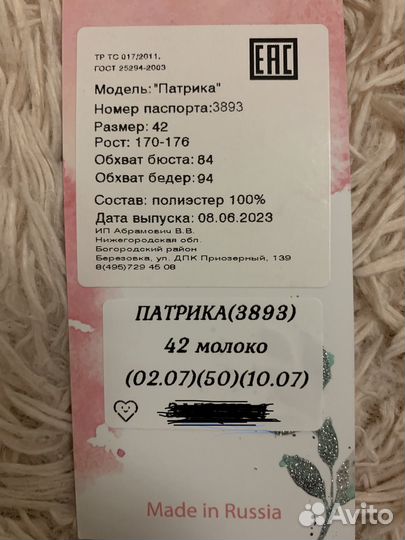 ТР ТС 017/2011.
ГОСТ 25294-2003
EAC
Модель: "Патрика"
Номер паспорта:3893
Размер: 42
Рост: 170-176
Обхват бюста: 84
Обхват бедер: 94
Состав: полиэстер 100%
Дата выпуска: 08.06.2023
ИП Абрамович В.В.
Нижегородская обл.
Богородский район
Березовка, ул. ДПК Приозерный, 139
8(495)729 45 08
ПАТРИКА(3893)
42 молоко
(02.07)(50)(10.07)
Made in Russia
Avito